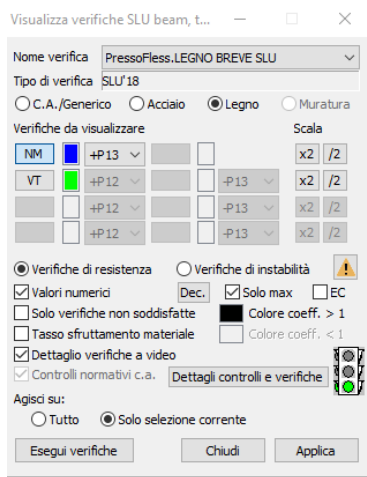 Visualizza verifiche SLU beam, t...
Nome verifica PressoFless.LEGNO BREVE SLU
Tipo di verifica SLU'18
C.A./Generico Acciaio Legno Muratura
Verifiche da visualizzare Scala
NM +P13 x2 /2
VT +P12 -P13 x2 /2
+P12 -P13 x2 /2
+P12 -P13 x2 /2
Verifiche di resistenza Verifiche di instabilità
Valori numerici Dec. Solo max EC
Solo verifiche non soddisfatte Colore coeff. > 1
Tasso sfruttamento materiale Colore coeff. < 1
Dettaglio verifiche a video
Controlli normativi c.a. Dettagli controlli e verifiche
Agisci su:
Tutto Solo selezione corrente
Esegui verifiche Chiudi Applica